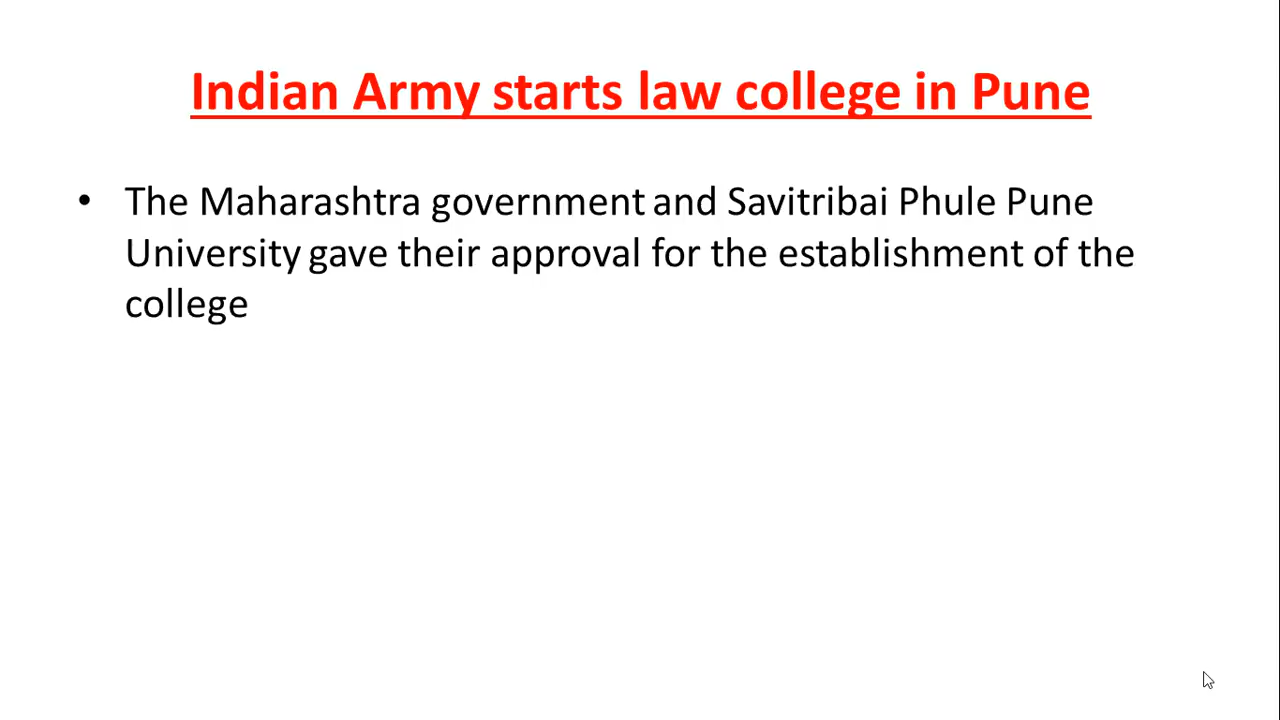 Indian Army starts law college in Pune
• The Maharashtra government and Savitribai Phule Pune
University gave their approval for the establishment of the
college